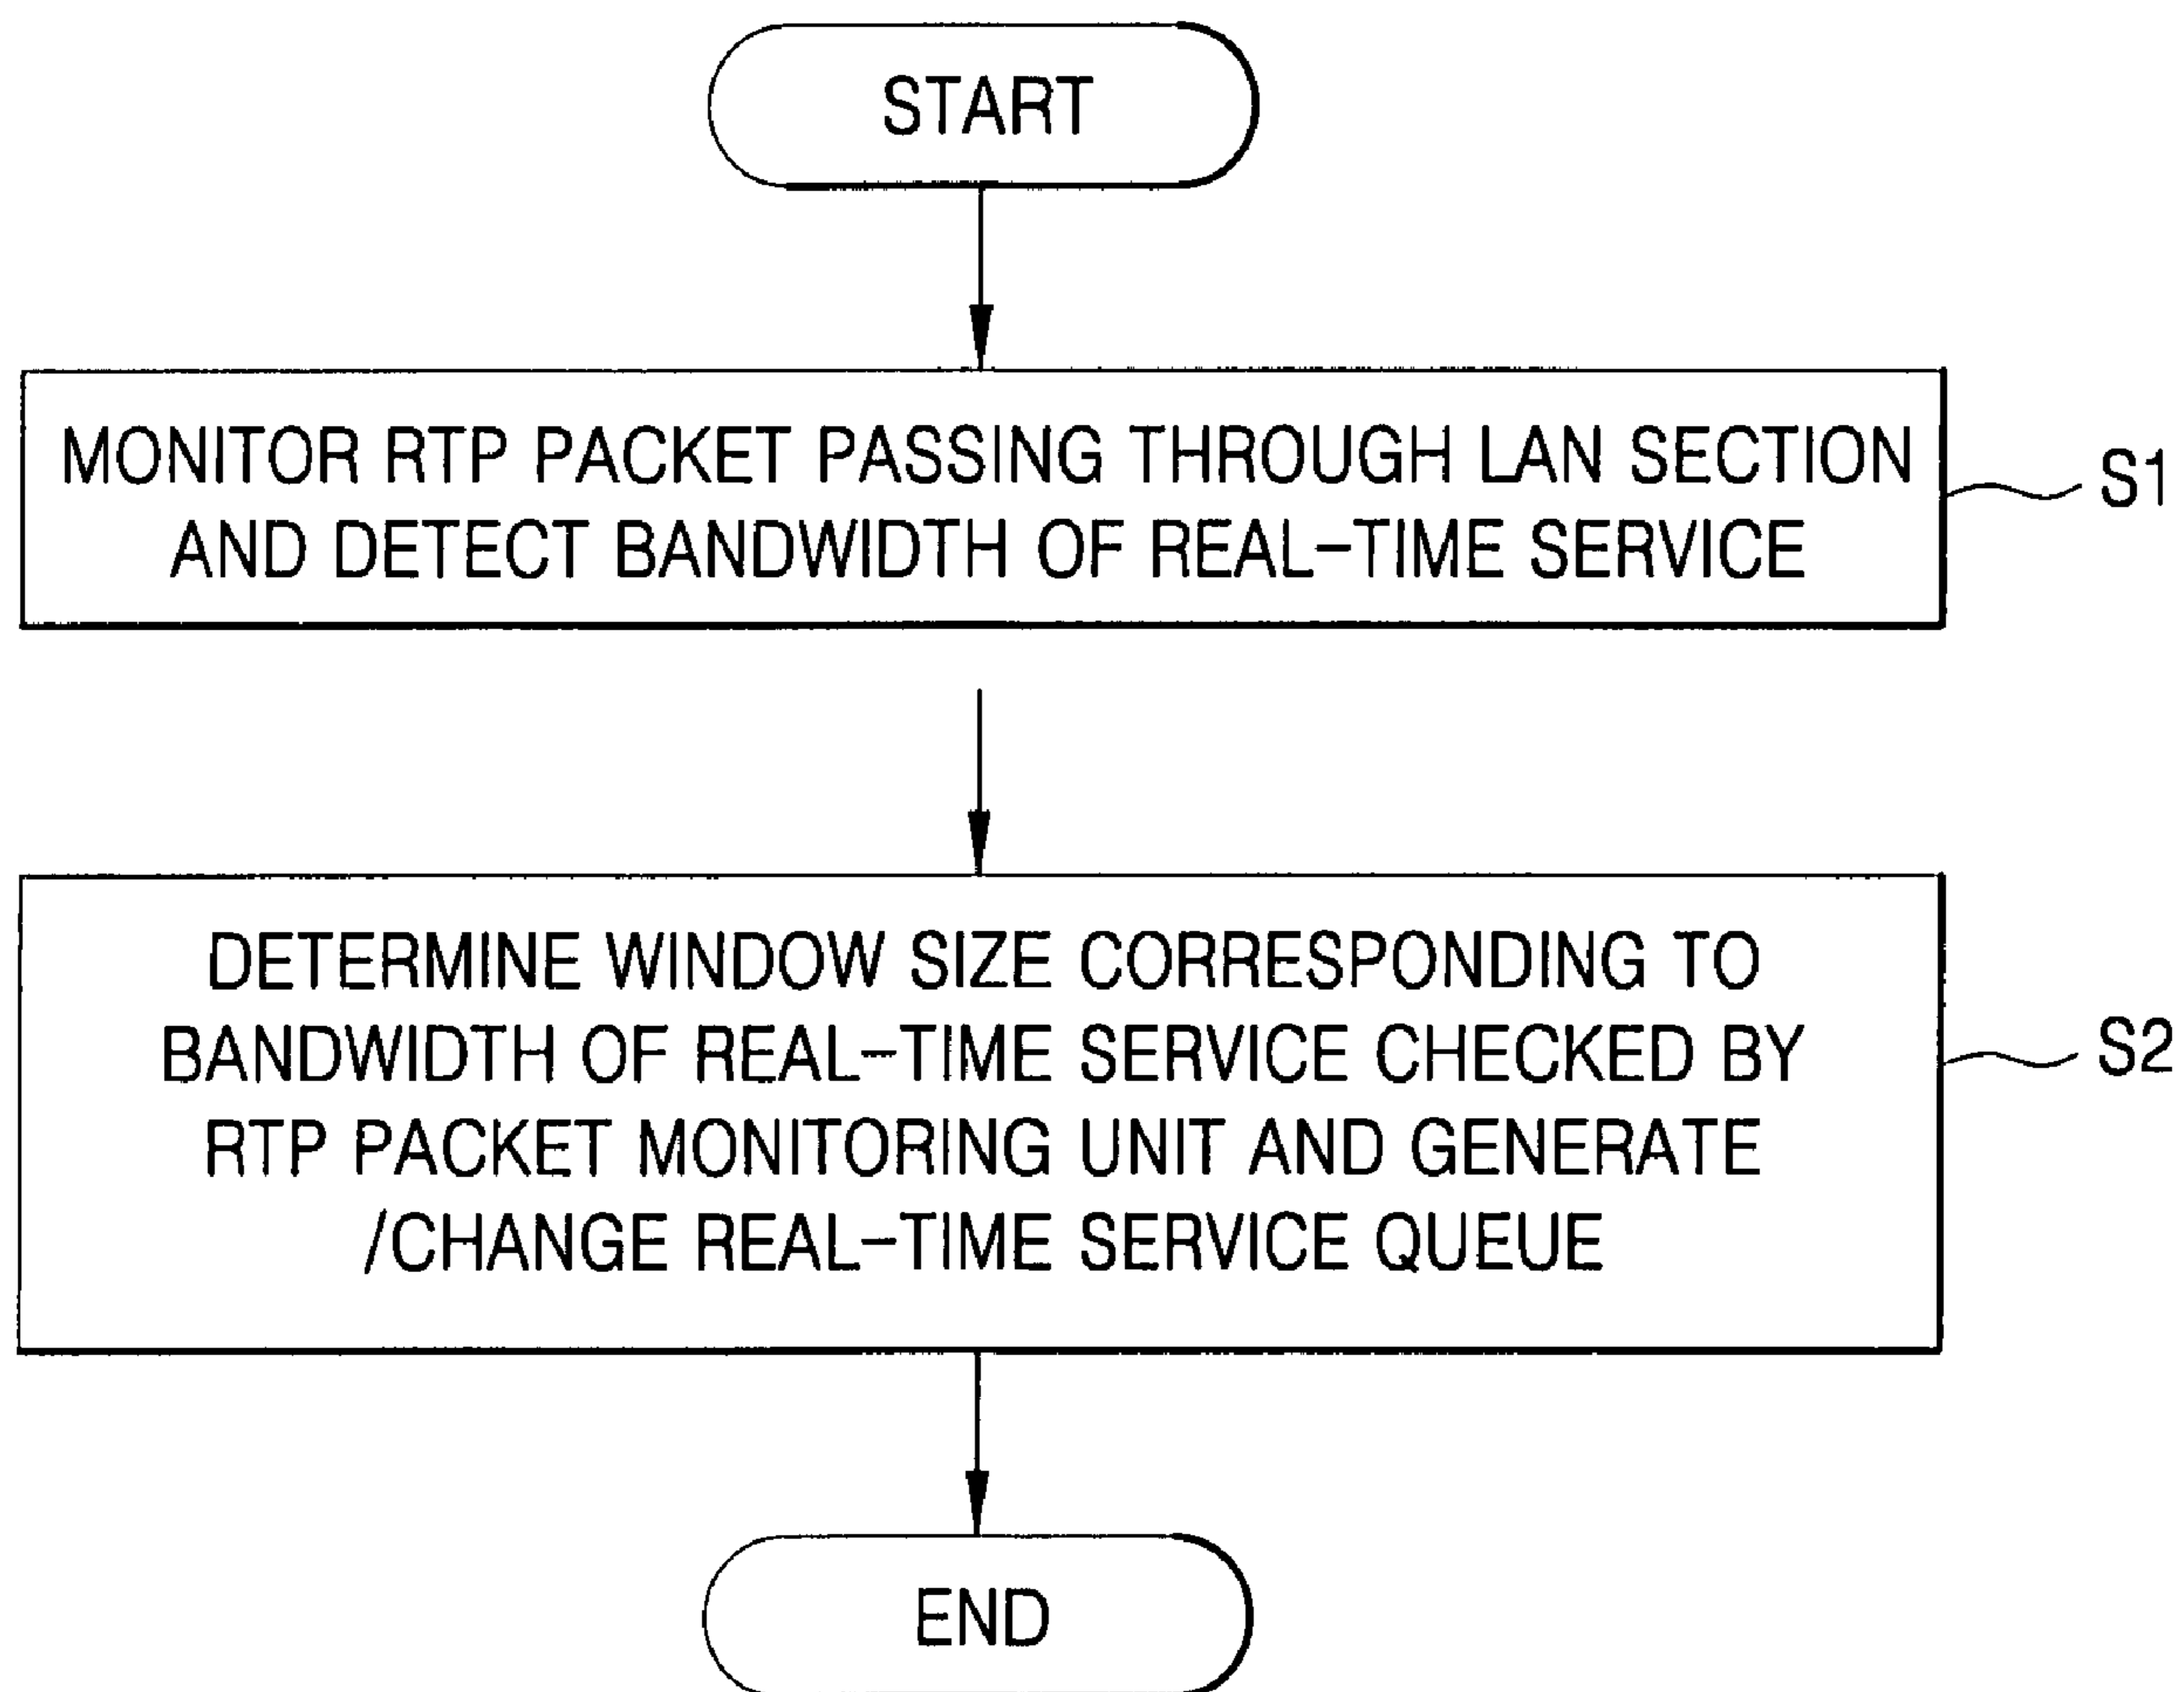 START
MONITOR RTP PACKET PASSING THROUGH LAN SECTION
AND DETECT BANDWIDTH OF REAL-TIME SERVICE
S1
DETERMINE WINDOW SIZE CORRESPONDING TO
BANDWIDTH OF REAL-TIME SERVICE CHECKED BY
RTP PACKET MONITORING UNIT AND GENERATE
/CHANGE REAL-TIME SERVICE QUEUE
S2
END